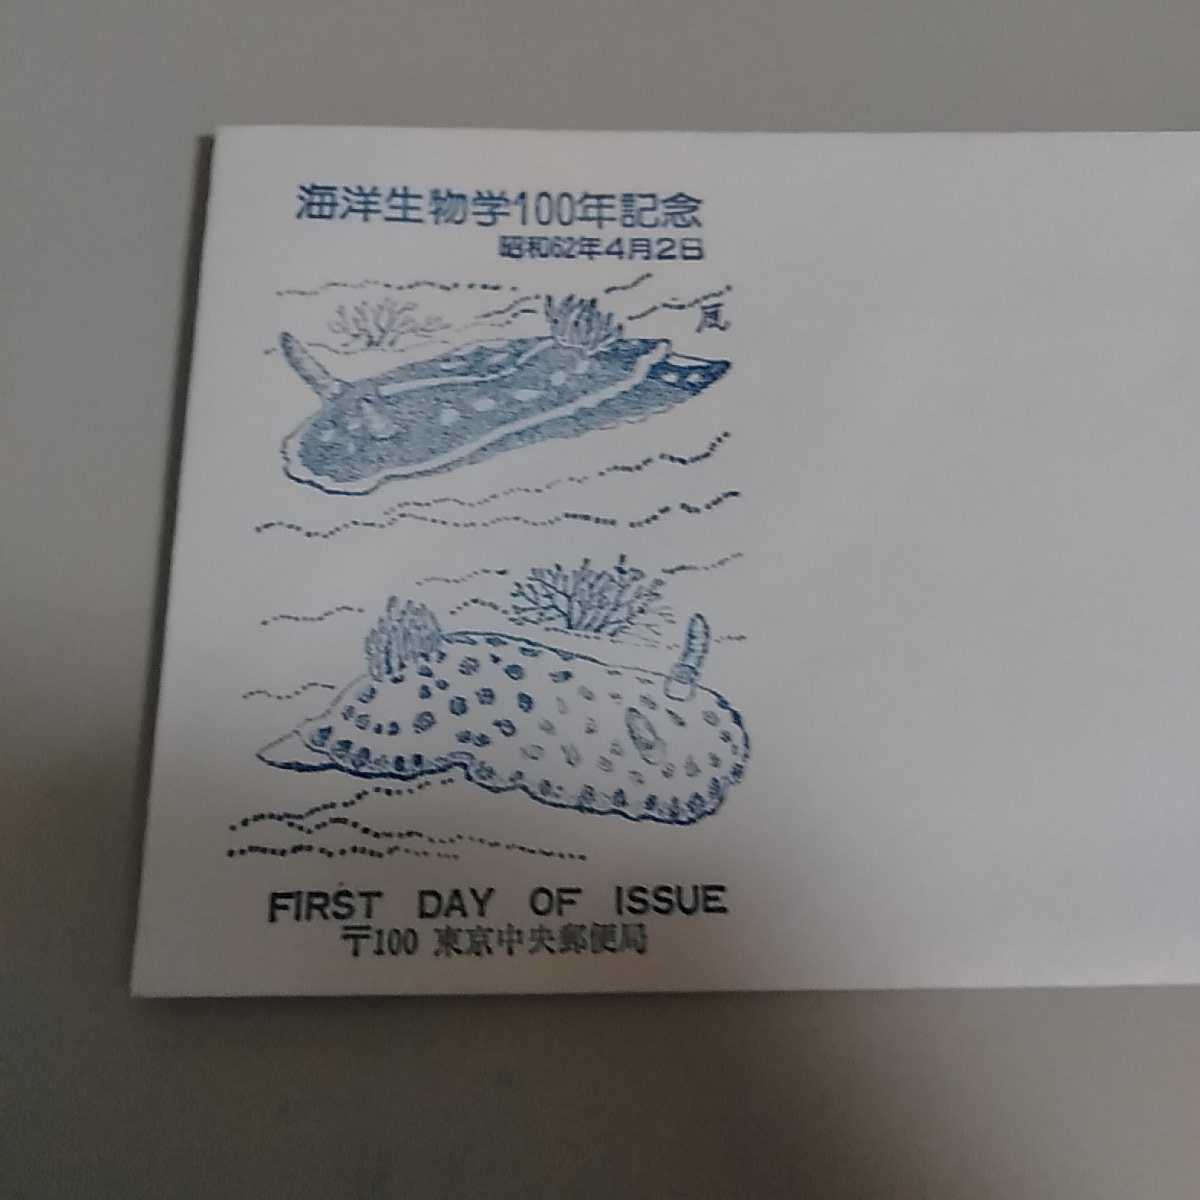 海洋生物学100年記念
昭和62年4月2日
FIRST DAY OF ISSUE
〒100 東京中央郵便局